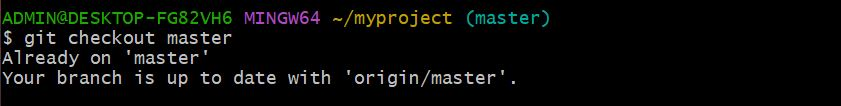 ADMIN@DESKTOP-FG82VH6 MINGW64 ~/myproject (master)
$ git checkout master
Already on 'master'
Your branch is up to date with 'origin/master'.